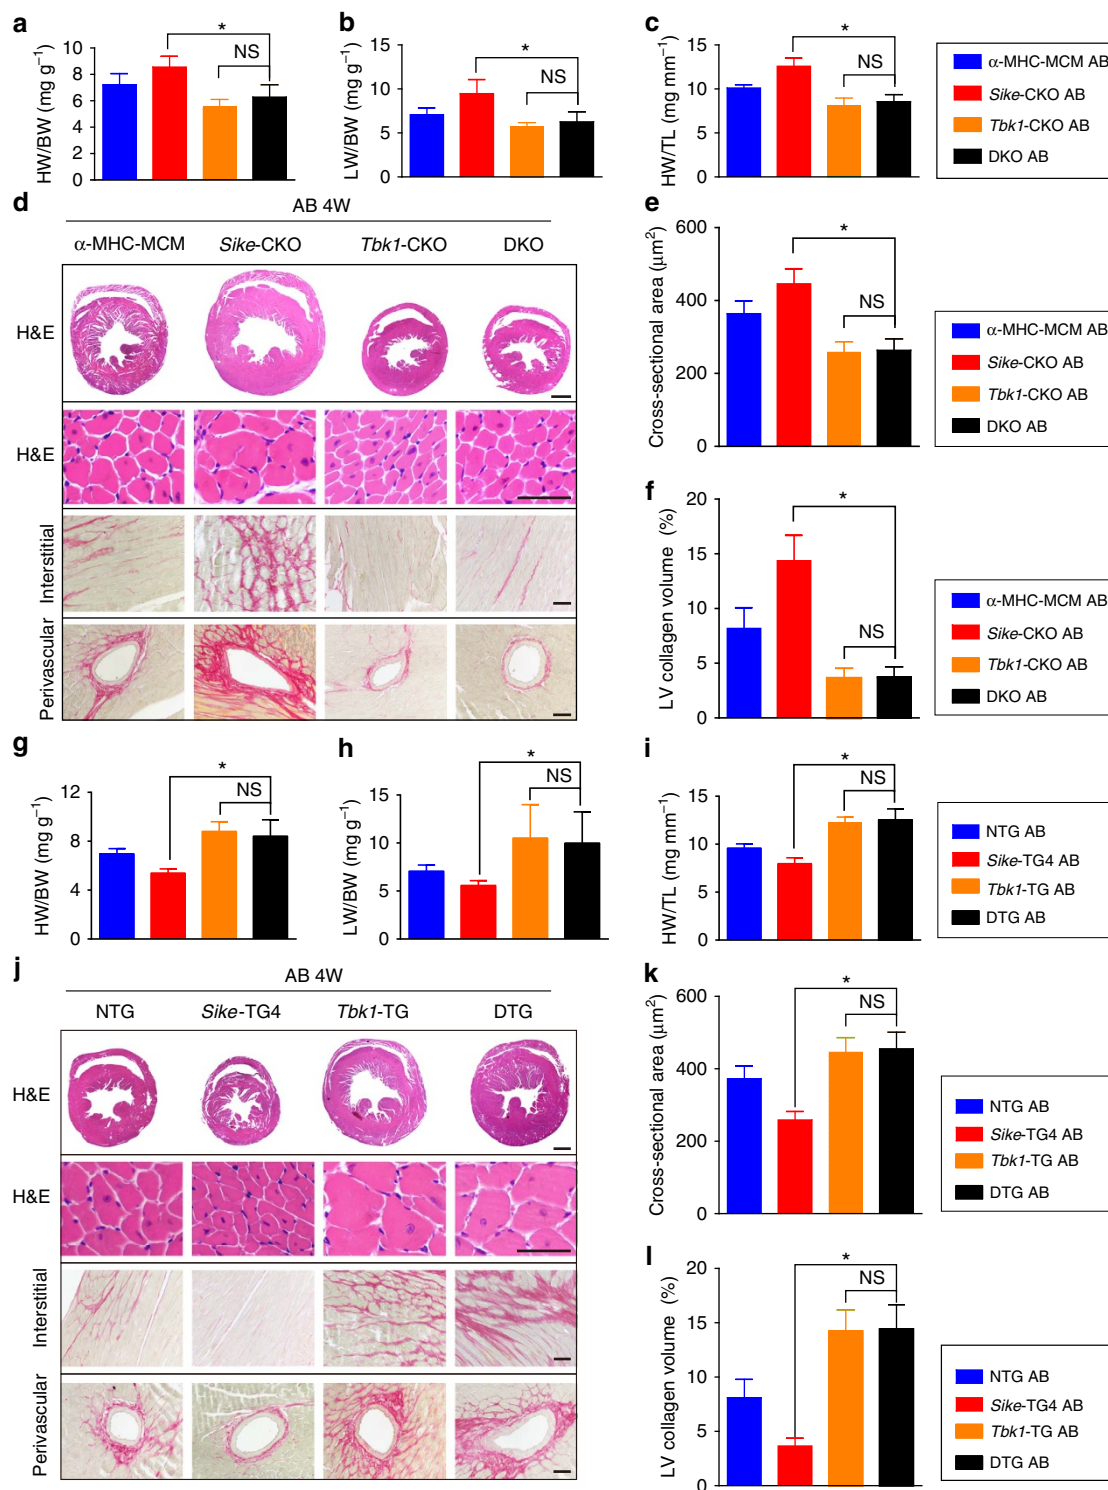 a
HW/BW (mg g⁻¹)
10
8
6
4
2
0
*
NS
b
LW/BW (mg g⁻¹)
15
10
5
0
*
NS
c
HW/TL (mg mm⁻¹)
15
10
5
0
*
NS
α-MHC-MCM AB
Sike-CKO AB
Tbk1-CKO AB
DKO AB
d
AB 4W
α-MHC-MCM
Sike-CKO
Tbk1-CKO
DKO
H&E
H&E
Interstitial
Perivascular
e
Cross-sectional area (μm²)
600
400
200
0
*
NS
α-MHC-MCM AB
Sike-CKO AB
Tbk1-CKO AB
DKO AB
f
LV collagen volume (%)
20
15
10
5
0
*
NS
α-MHC-MCM AB
Sike-CKO AB
Tbk1-CKO AB
DKO AB
g
HW/BW (mg g⁻¹)
12
8
4
0
*
NS
h
LW/BW (mg g⁻¹)
15
10
5
0
*
NS
i
HW/TL (mg mm⁻¹)
15
10
5
0
*
NS
NTG AB
Sike-TG4 AB
Tbk1-TG AB
DTG AB
j
AB 4W
NTG
Sike-TG4
Tbk1-TG
DTG
H&E
H&E
Interstitial
Perivascular
k
Cross-sectional area (μm²)
600
400
200
0
*
NS
NTG AB
Sike-TG4 AB
Tbk1-TG AB
DTG AB
l
LV collagen volume (%)
20
15
10
5
0
*
NS
NTG AB
Sike-TG4 AB
Tbk1-TG AB
DTG AB